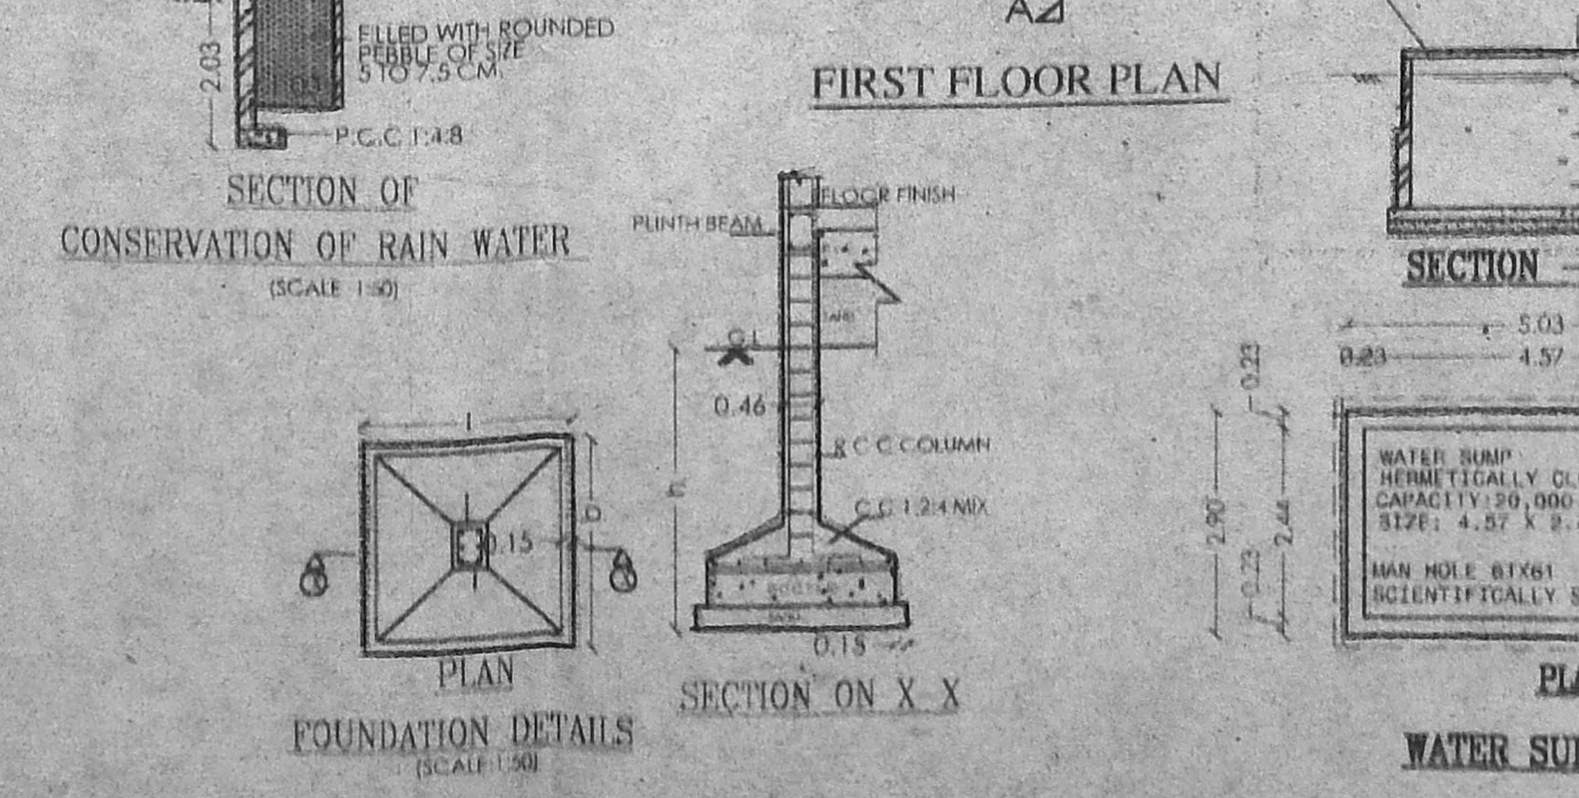 2.03
FILLED WITH ROUNDED
PEBBLE OF SIZE
5 TO 7.5 CM.
P.C.C 1:4:8
SECTION OF
CONSERVATION OF RAIN WATER
(SCALE 1:50)
FIRST FLOOR PLAN
FLOOR FINISH
PLINTH BEAM
G.L
0.46
R C C COLUMN
C C 1:2:4 MIX
h
0.15
SECTION ON X X
L
b
0.15
PLAN
FOUNDATION DETAILS
(SCALE:1:50)
SECTION -
5.03
0.23
4.57
0.23
2.90
2.44
0.23
WATER SUMP
HERMETICALLY CL
CAPACITY:20,000
SIZE: 4.57 X 2.
MAN HOLE 61X61
SCIENTIFICALLY S
PLA
WATER SU